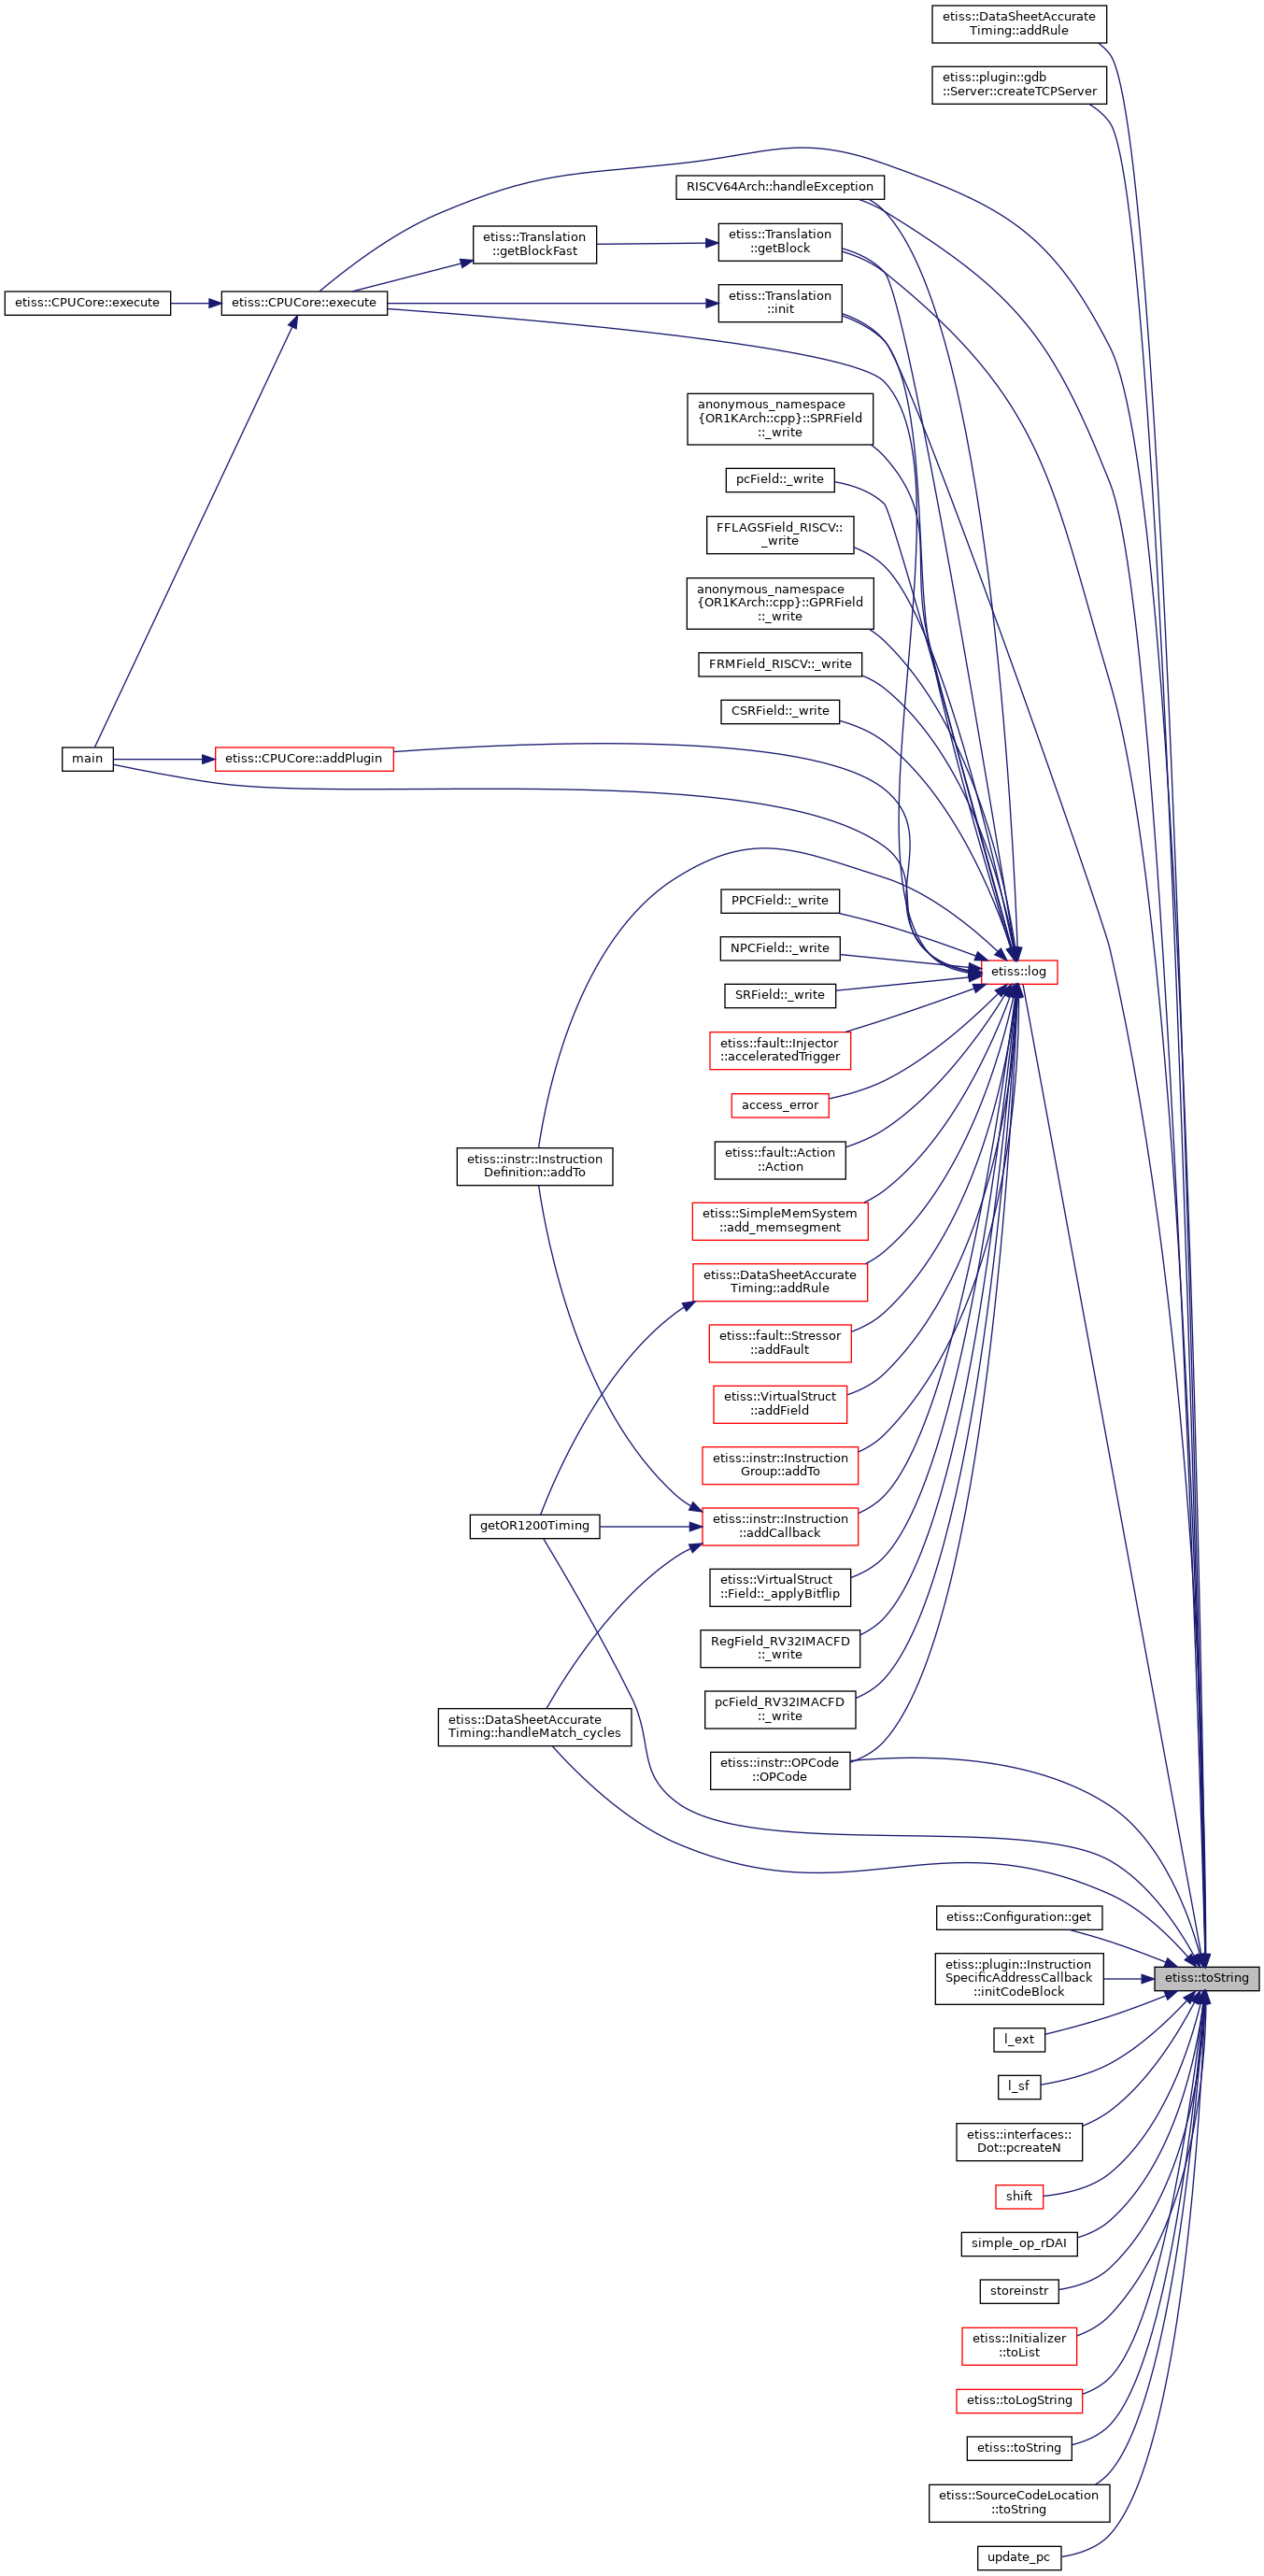 etiss::DataSheetAccurate
Timing::addRule
etiss::plugin::gdb
::Server::createTCPServer
RISCV64Arch::handleException
etiss::Translation
::getBlockFast
etiss::Translation
::getBlock
etiss::CPUCore::execute
etiss::CPUCore::execute
etiss::Translation
::init
anonymous_namespace
{OR1KArch::cpp}::SPRField
::_write
pcField::_write
FFLAGSField_RISCV::
_write
anonymous_namespace
{OR1KArch::cpp}::GPRField
::_write
FRMField_RISCV::_write
CSRField::_write
main
etiss::CPUCore::addPlugin
PPCField::_write
NPCField::_write
etiss::log
SRField::_write
etiss::fault::Injector
::acceleratedTrigger
access_error
etiss::fault::Action
::Action
etiss::instr::Instruction
Definition::addTo
etiss::SimpleMemSystem
::add_memsegment
etiss::DataSheetAccurate
Timing::addRule
etiss::fault::Stressor
::addFault
etiss::VirtualStruct
::addField
etiss::instr::Instruction
Group::addTo
getOR1200Timing
etiss::instr::Instruction
::addCallback
etiss::VirtualStruct
::Field::_applyBitflip
RegField_RV32IMACFD
::_write
pcField_RV32IMACFD
::_write
etiss::DataSheetAccurate
Timing::handleMatch_cycles
etiss::instr::OPCode
::OPCode
etiss::Configuration::get
etiss::plugin::Instruction
SpecificAddressCallback
::initCodeBlock
etiss::toString
l_ext
l_sf
etiss::interfaces::
Dot::pcreateN
shift
simple_op_rDAI
storeinstr
etiss::Initializer
::toList
etiss::toLogString
etiss::toString
etiss::SourceCodeLocation
::toString
update_pc